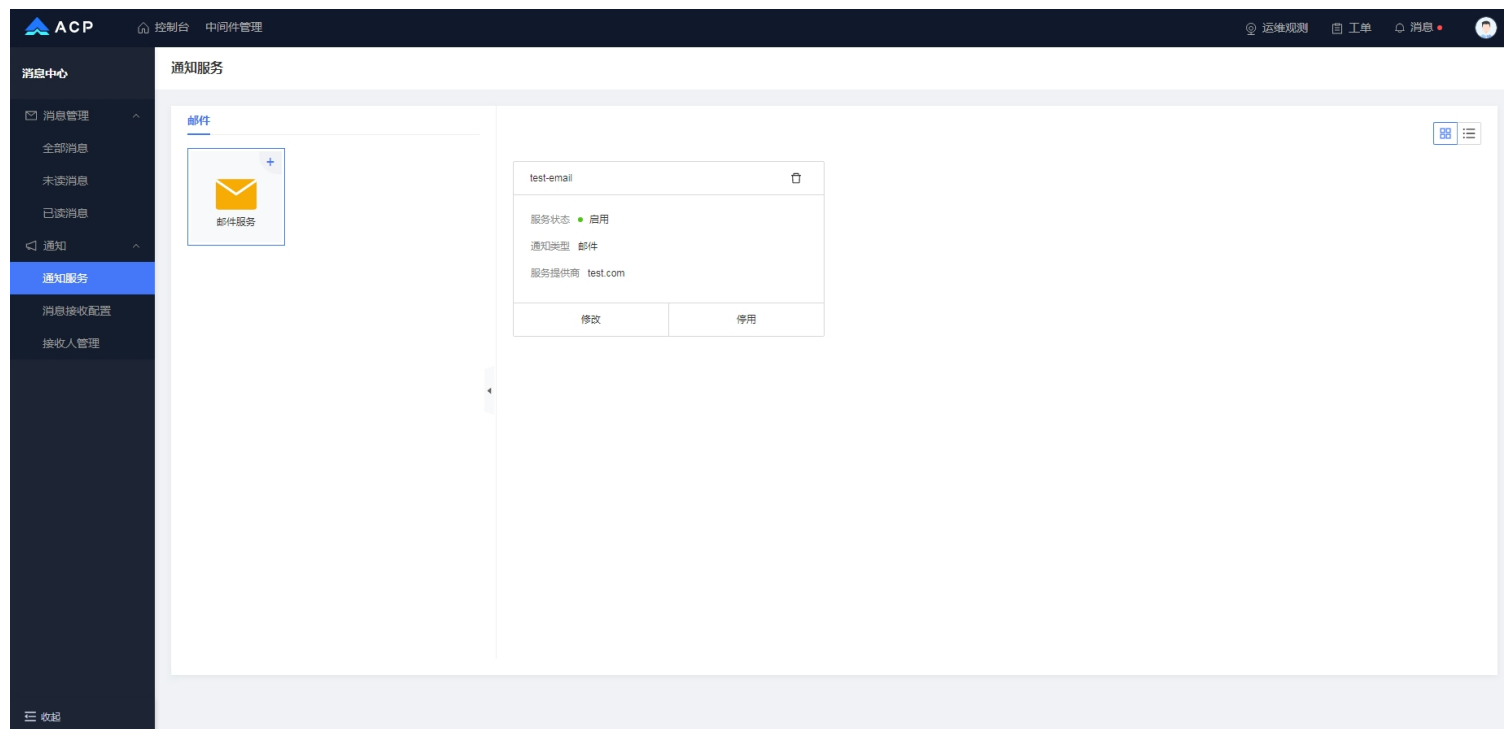 ACP 控制台 中间件管理 运维观测 工单 消息
消息中心
通知服务
消息管理
全部消息
未读消息
已读消息
通知
通知服务
消息接收配置
接收人管理
收起
邮件
邮件服务
test-email
服务状态 启用
通知类型 邮件
服务提供商 test.com
修改 停用